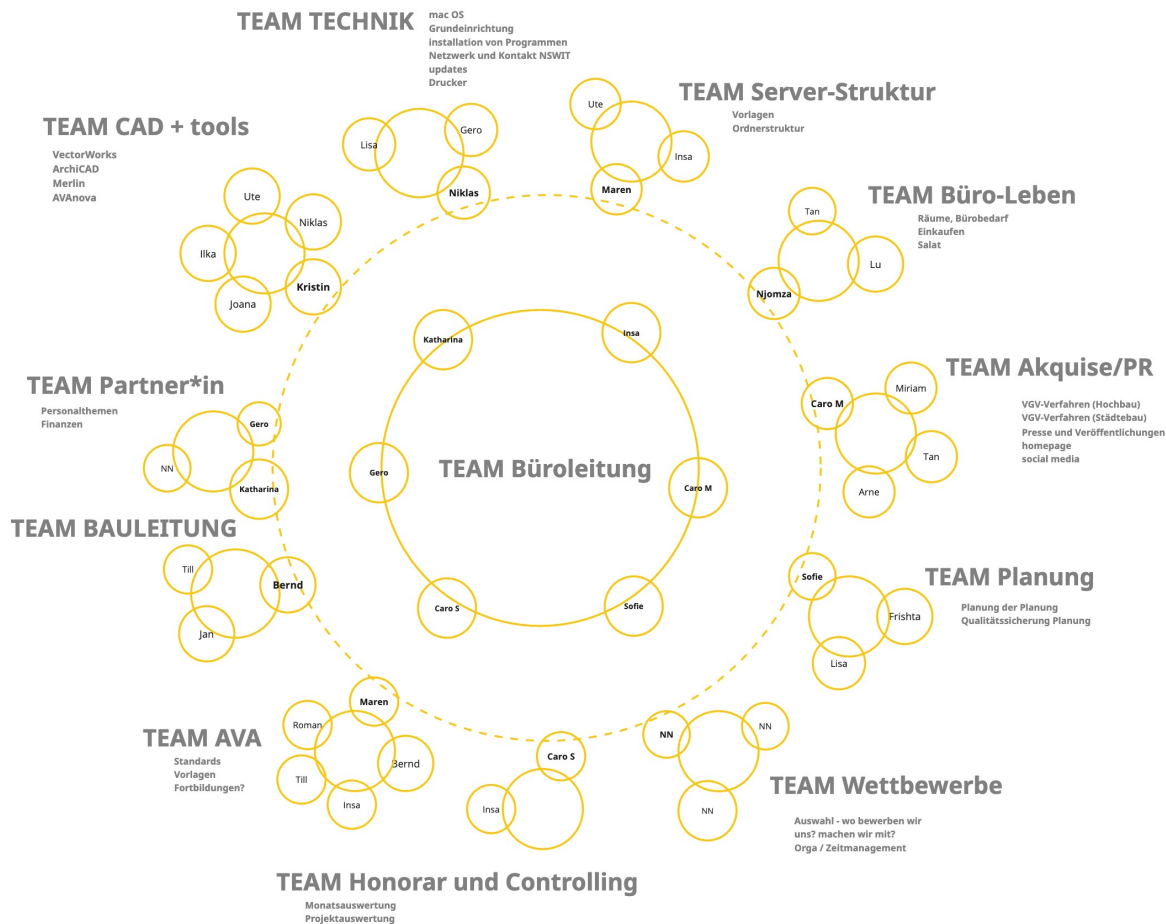 TEAM TECHNIK
mac OS
Grundeinrichtung
installation von Programmen
Netzwerk und Kontakt NSWIT
updates
Drucker
Lisa
Gero
Niklas
TEAM Server-Struktur
Vorlagen
Ordnerstruktur
Ute
Insa
Maren
TEAM CAD + tools
VectorWorks
ArchiCAD
Merlin
AVAnova
Ute
Niklas
Ilka
Kristin
Joana
TEAM Büro-Leben
Räume, Bürobedarf
Einkaufen
Salat
Tan
Lu
Njomza
TEAM Partner*in
Personalthemen
Finanzen
Gero
NN
Katharina
TEAM Büroleitung
Katharina
Insa
Gero
Caro M
Caro S
Sofie
TEAM Akquise/PR
VGV-Verfahren (Hochbau)
VGV-Verfahren (Städtebau)
Presse und Veröffentlichungen
homepage
social media
Miriam
Caro M
Tan
Arne
TEAM BAULEITUNG
Till
Bernd
Jan
TEAM Planung
Planung der Planung
Qualitätssicherung Planung
Sofie
Frishta
Lisa
TEAM AVA
Standards
Vorlagen
Fortbildungen?
Maren
Roman
Bernd
Till
Insa
Caro S
Insa
TEAM Honorar und Controlling
Monatsauswertung
Projektauswertung
NN
NN
NN
TEAM Wettbewerbe
Auswahl - wo bewerben wir
uns? machen wir mit?
Orga / Zeitmanagement